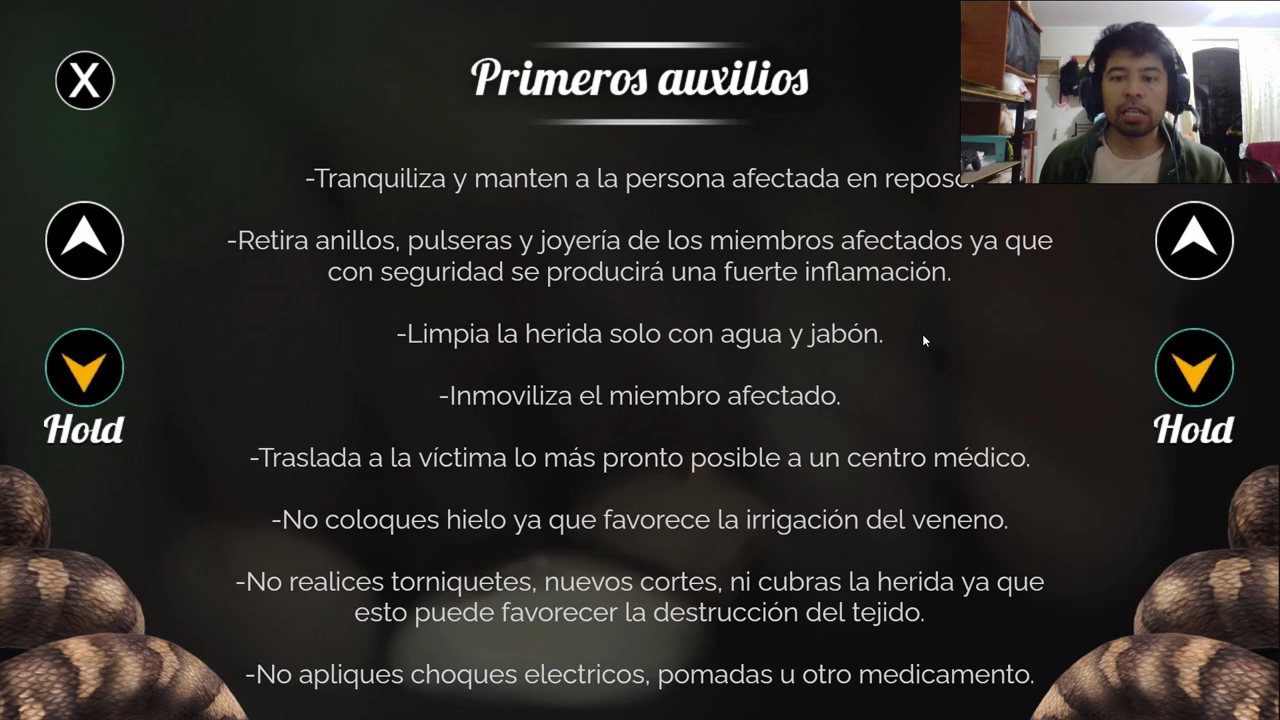 X
Primeros auxilios
-Tranquiliza y manten a la persona afectada en reposo.
-Retira anillos, pulseras y joyería de los miembros afectados ya que
con seguridad se producirá una fuerte inflamación.
-Limpia la herida solo con agua y jabón.
-Inmoviliza el miembro afectado.
Hold
Hold
-Traslada a la víctima lo más pronto posible a un centro médico.
-No coloques hielo ya que favorece la irrigación del veneno.
-No realices torniquetes, nuevos cortes, ni cubras la herida ya que
esto puede favorecer la destrucción del tejido.
-No apliques choques electricos, pomadas u otro medicamento.